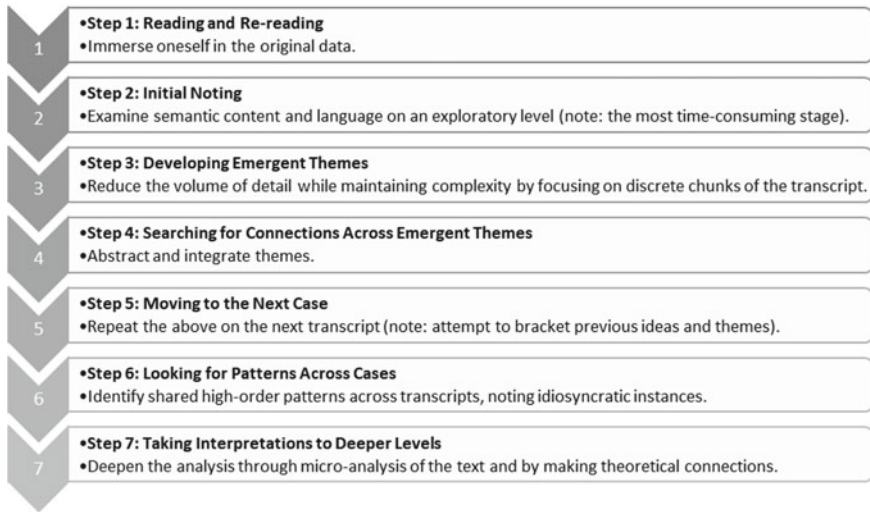 1
•Step 1: Reading and Re-reading
•Immerse oneself in the original data.
2
•Step 2: Initial Noting
•Examine semantic content and language on an exploratory level (note: the most time-consuming stage).
3
•Step 3: Developing Emergent Themes
•Reduce the volume of detail while maintaining complexity by focusing on discrete chunks of the transcript.
4
•Step 4: Searching for Connections Across Emergent Themes
•Abstract and integrate themes.
5
•Step 5: Moving to the Next Case
•Repeat the above on the next transcript (note: attempt to bracket previous ideas and themes).
6
•Step 6: Looking for Patterns Across Cases
•Identify shared high-order patterns across transcripts, noting idiosyncratic instances.
7
•Step 7: Taking Interpretations to Deeper Levels
•Deepen the analysis through micro-analysis of the text and by making theoretical connections.